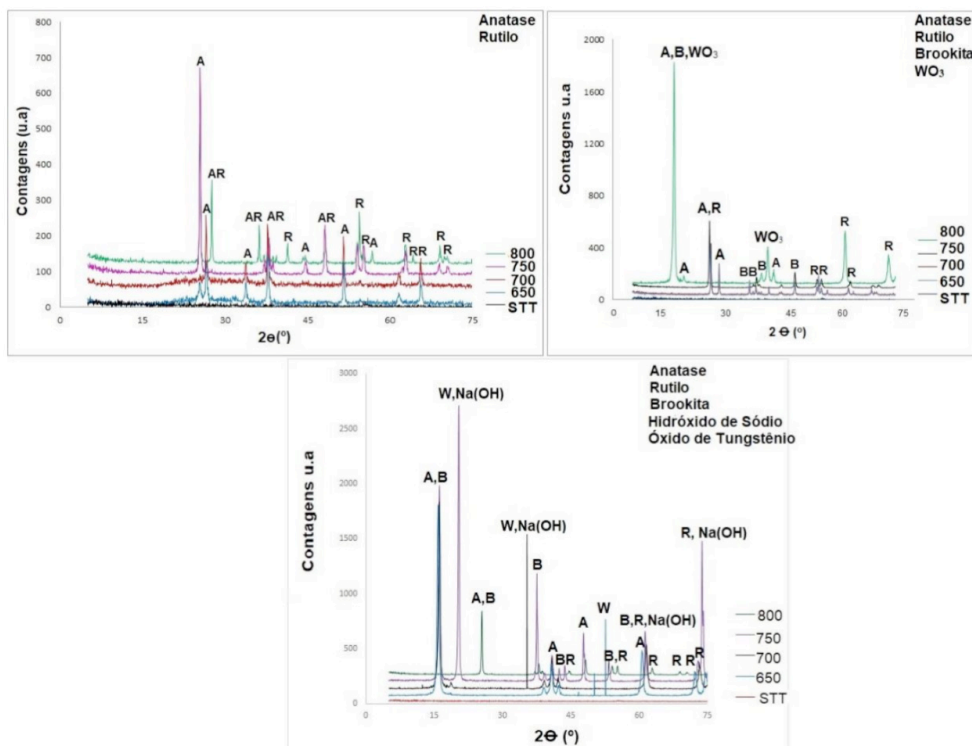 Anatase
Rutilo
800
700
600
500
400
300
200
100
0
Contagens (u.a)
A
AR
A
AR
AR
A
R
A
AR
A
R
R
A
R
R
R
R
R
800
750
700
650
STT
0
15
30
45
60
75
2ɵ(º)
Anatase
Rutilo
Brookita
WO₃
2000
1600
1200
800
400
0
Contagens u.a
A,B,WO₃
A
A,R
A
WO₃
BB
B
A
B
RR
R
R
R
800
750
700
650
STT
15
30
45
60
75
2 ϴ (º)
Anatase
Rutilo
Brookita
Hidróxido de Sódio
Óxido de Tungstênio
3000
2500
2000
1500
1000
500
0
Contagens u.a
W,Na(OH)
A,B
W,Na(OH)
R, Na(OH)
A,B
B
A
W
B,R,Na(OH)
A
BR
B,R
A
R
R
R
R
800
750
700
650
STT
0
15
30
45
60
75
2ϴ (º)